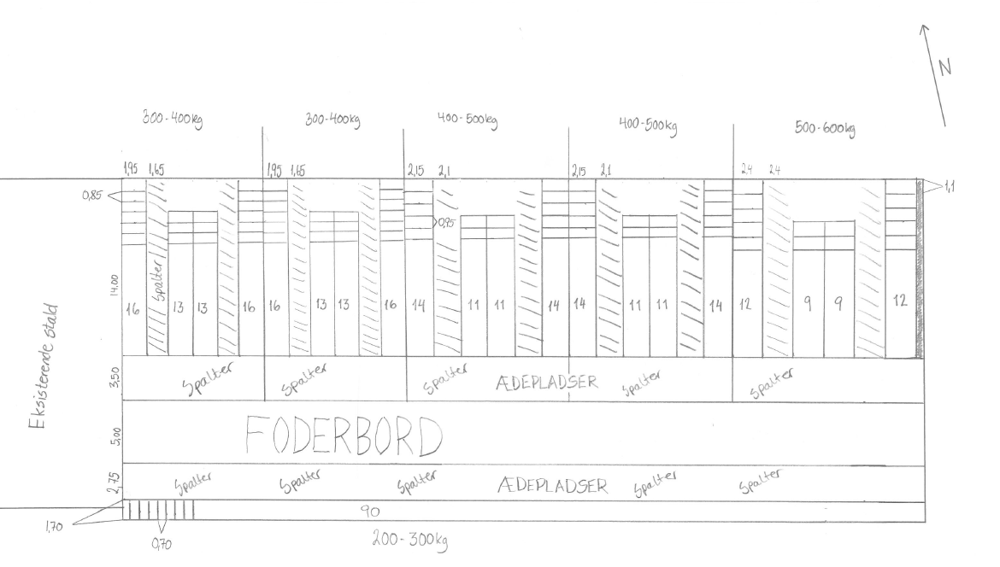 N
300-400kg
300-400kg
400-500kg
400-500kg
500-600kg
1,95 1,65
1,95 1,65
2,15 2,1
2,15 2,1
2,4 2,4
0,85
1,1
0,95
14.00
Spalter
16 13 13 16 16 13 13 16 14 11 11 14 14 11 11 14 12 9 9 12
Eksisterende stald
3,50
Spalter Spalter Spalter ÆDEPLADSER Spalter Spalter
5,00
FODERBORD
2,75
Spalter Spalter Spalter ÆDEPLADSER Spalter Spalter
90
1,70
0,70
200-300kg